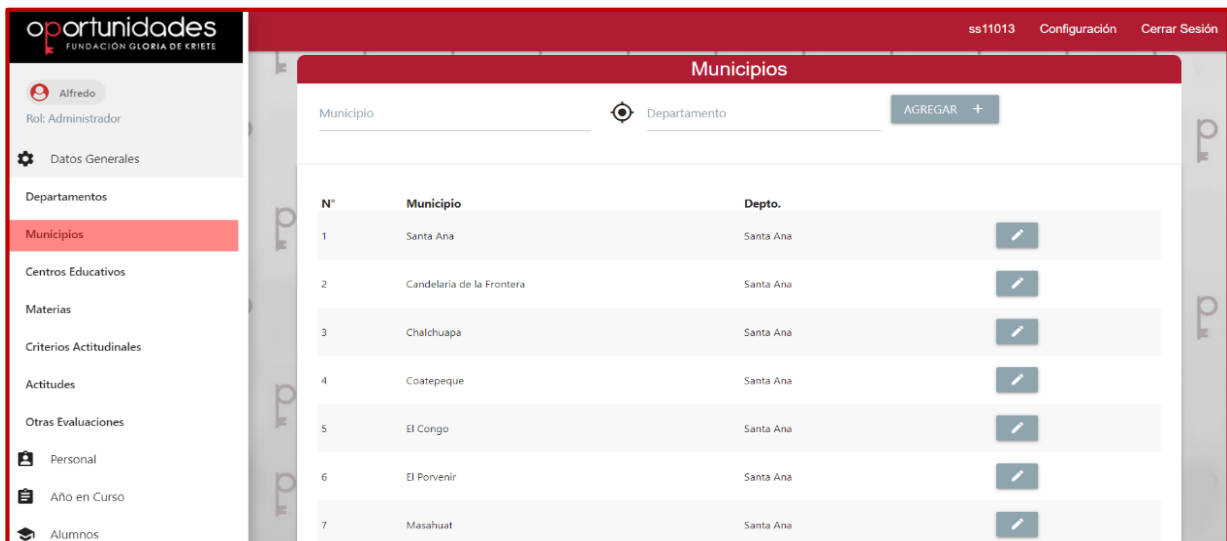 oportunidades
FUNDACIÓN GLORIA DE KRIETE
ss11013 Configuración Cerrar Sesión
Alfredo
Rol: Administrador
Datos Generales
Departamentos
Municipios
Centros Educativos
Materias
Criterios Actitudinales
Actitudes
Otras Evaluaciones
Personal
Año en Curso
Alumnos
Municipios
Municipio Departamento AGREGAR +
N° Municipio Depto.
1 Santa Ana Santa Ana
2 Candelaria de la Frontera Santa Ana
3 Chalchuapa Santa Ana
4 Coatepeque Santa Ana
5 El Congo Santa Ana
6 El Porvenir Santa Ana
7 Masahuat Santa Ana